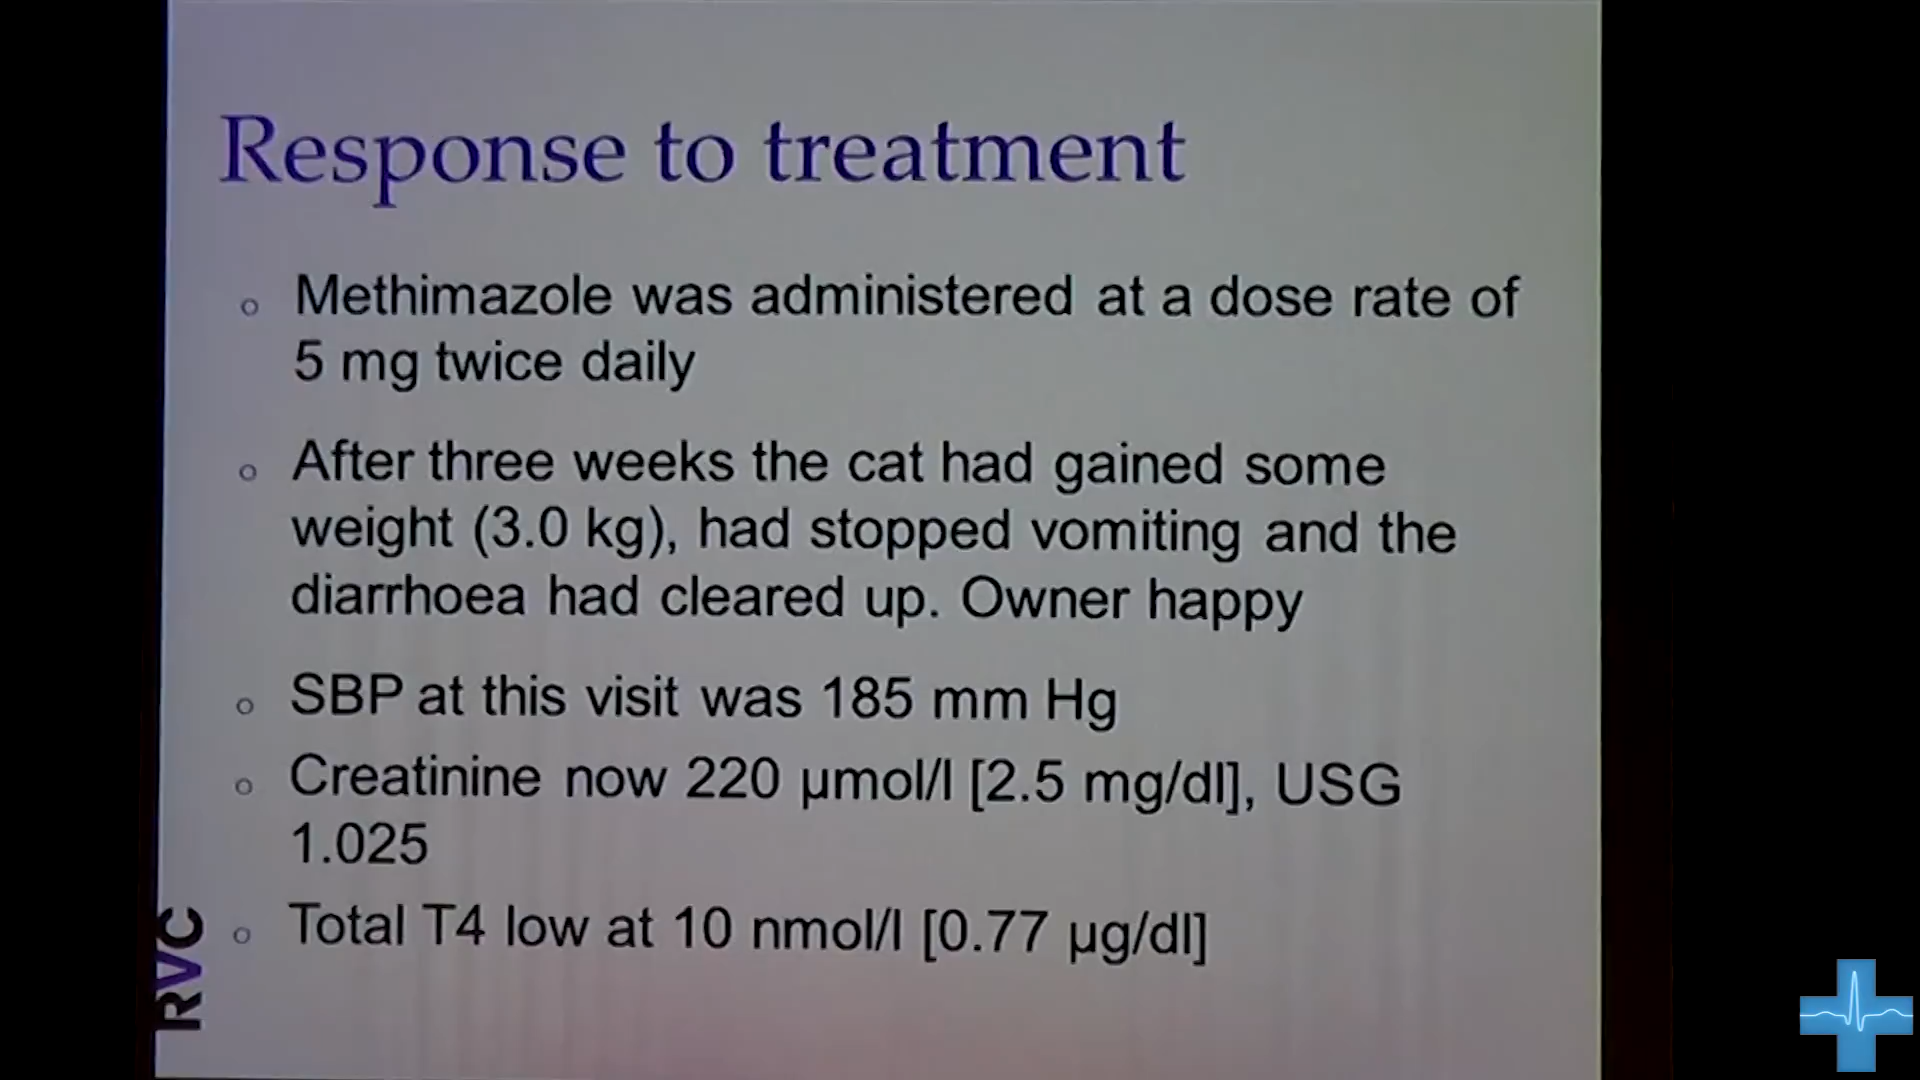 Response to treatment
Methimazole was administered at a dose rate of
5 mg twice daily
After three weeks the cat had gained some
weight (3.0 kg), had stopped vomiting and the
diarrhoea had cleared up. Owner happy
SBP at this visit was 185 mm Hg
Creatinine now 220 µmol/l [2.5 mg/dl], USG
1.025
Total T4 low at 10 nmol/l [0.77 µg/dl]
RVC